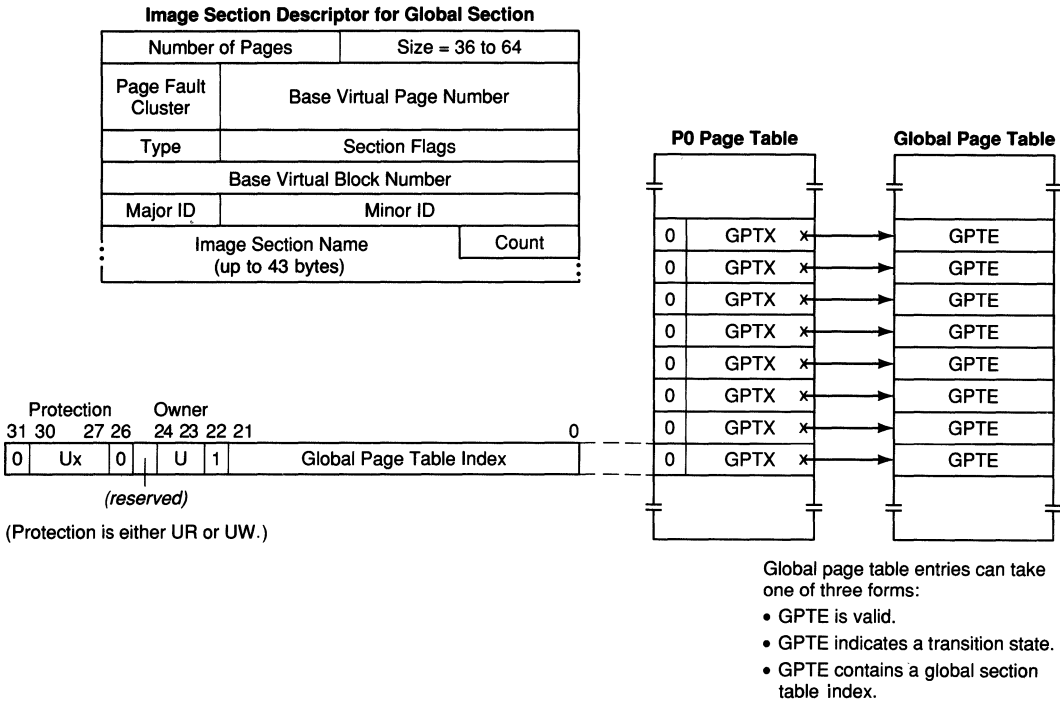 Image Section Descriptor for Global Section
Number of Pages Size = 36 to 64
Page Fault
Cluster
Base Virtual Page Number
Type Section Flags
Base Virtual Block Number
Major ID Minor ID
Image Section Name
(up to 43 bytes)
Count
P0 Page Table Global Page Table
0 GPTX GPTE
0 GPTX GPTE
0 GPTX GPTE
0 GPTX GPTE
0 GPTX GPTE
0 GPTX GPTE
0 GPTX GPTE
0 GPTX GPTE
Protection Owner
31 30 27 26 24 23 22 21 0
0 Ux 0 U 1 Global Page Table Index
(reserved)
(Protection is either UR or UW.)
Global page table entries can take
one of three forms:
• GPTE is valid.
• GPTE indicates a transition state.
• GPTE contains a global section
table index.